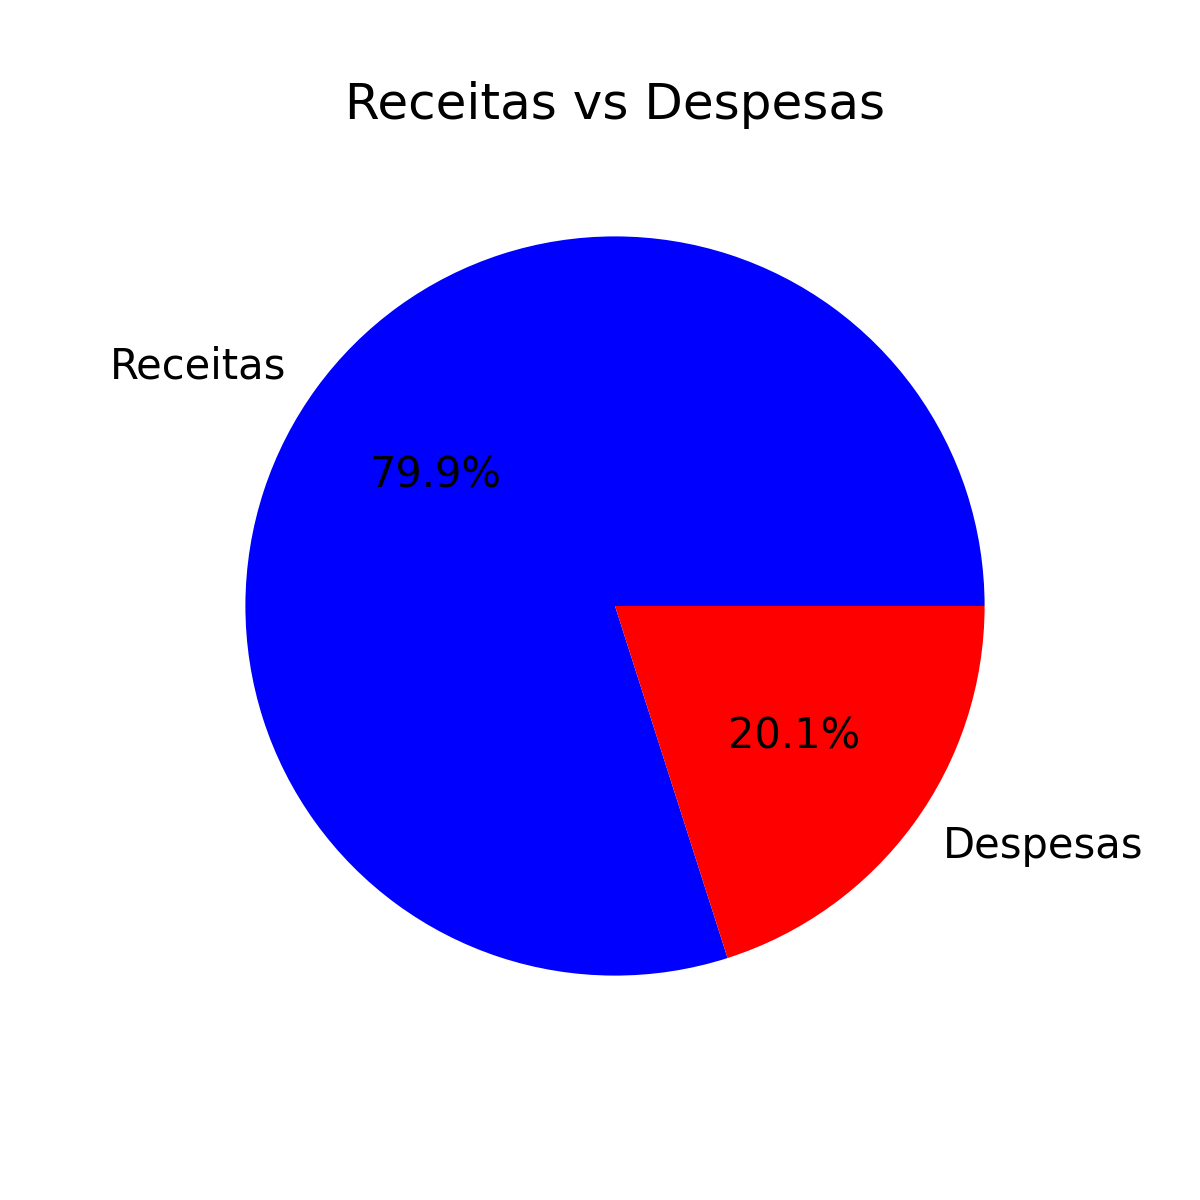 Receitas vs Despesas
Receitas
79.9%
20.1%
Despesas